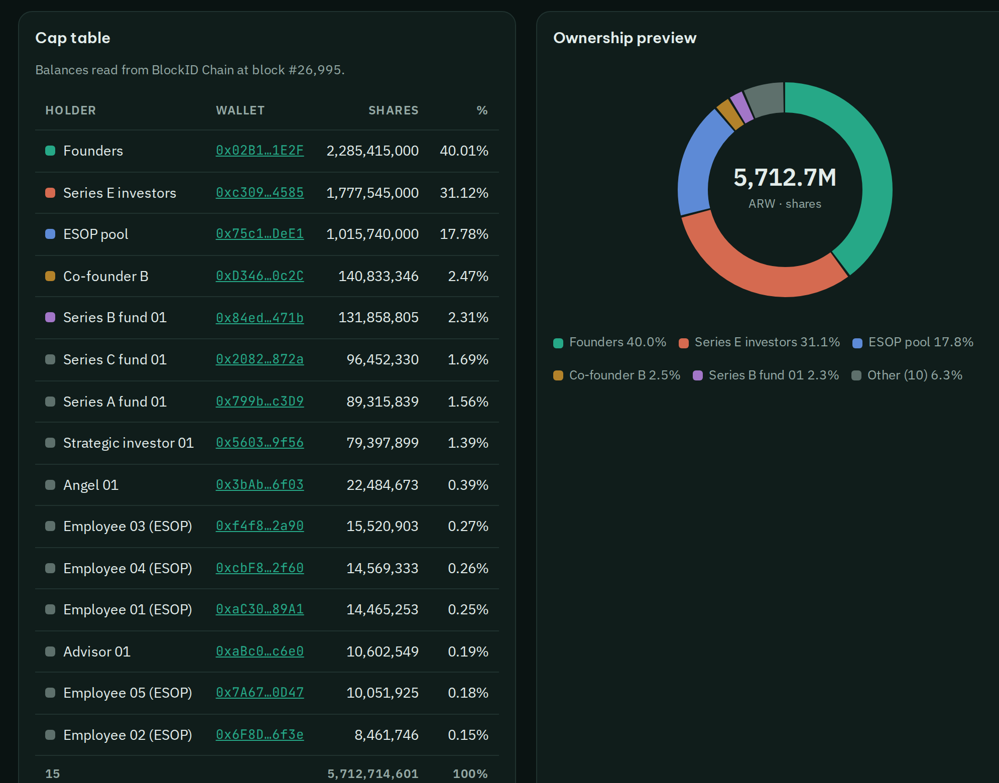 Cap table
Balances read from BlockID Chain at block #26,995.
HOLDER WALLET SHARES %
Founders 0x02B1…1E2F 2,285,415,000 40.01%
Series E investors 0xc309…4585 1,777,545,000 31.12%
ESOP pool 0x75c1…DeE1 1,015,740,000 17.78%
Co-founder B 0xD346…0c2C 140,833,346 2.47%
Series B fund 01 0x84ed…471b 131,858,805 2.31%
Series C fund 01 0x2082…872a 96,452,330 1.69%
Series A fund 01 0x799b…c3D9 89,315,839 1.56%
Strategic investor 01 0x5603…9f56 79,397,899 1.39%
Angel 01 0x3bAb…6f03 22,484,673 0.39%
Employee 03 (ESOP) 0xf4f8…2a90 15,520,903 0.27%
Employee 04 (ESOP) 0xcbF8…2f60 14,569,333 0.26%
Employee 01 (ESOP) 0xaC30…89A1 14,465,253 0.25%
Advisor 01 0xaBc0…c6e0 10,602,549 0.19%
Employee 05 (ESOP) 0x7A67…0D47 10,051,925 0.18%
Employee 02 (ESOP) 0x6F8D…6f3e 8,461,746 0.15%
15 5,712,714,601 100%
Ownership preview
5,712.7M
ARW · shares
Founders 40.0% Series E investors 31.1% ESOP pool 17.8%
Co-founder B 2.5% Series B fund 01 2.3% Other (10) 6.3%